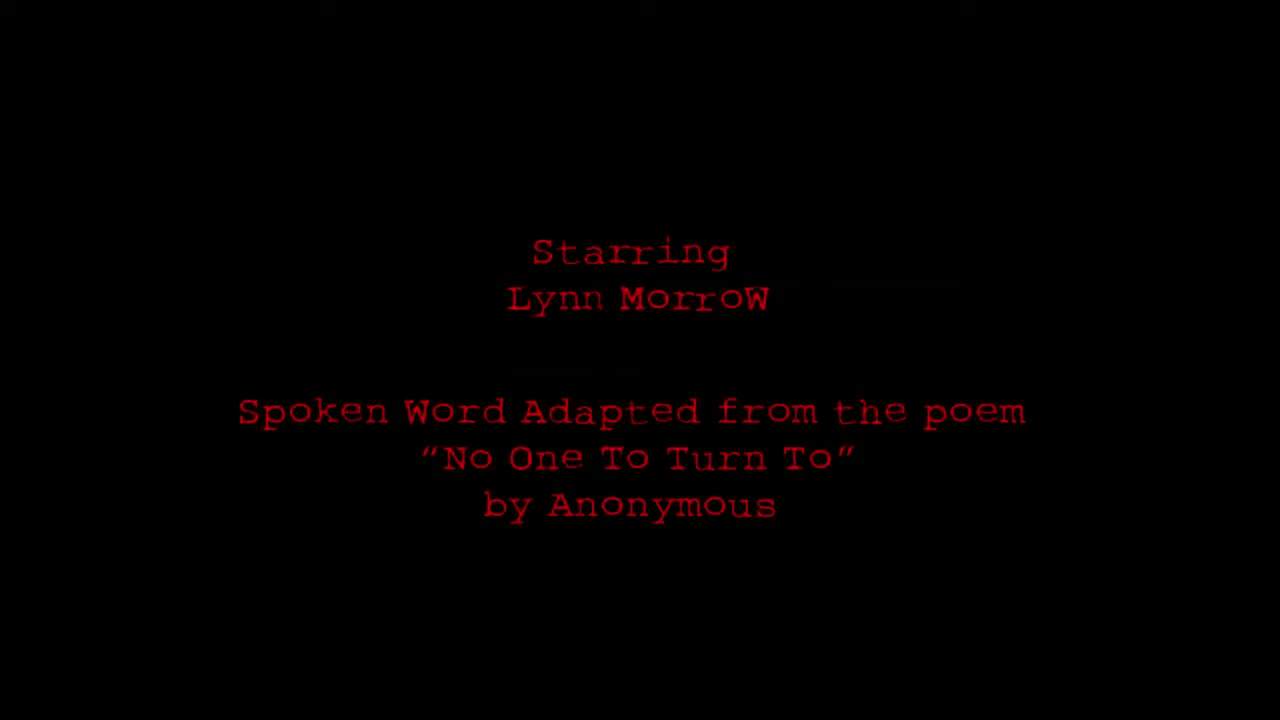 Starring
Lynn MorroW
Spoken Word Adapted from the poem
“No One To Turn To”
by Anonymous